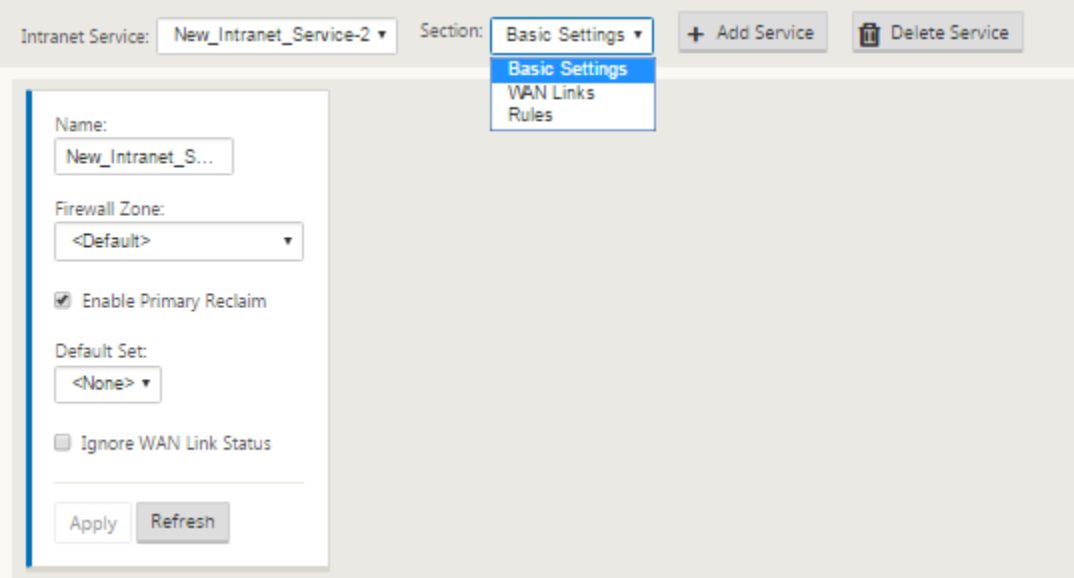 Intranet Service: New_Intranet_Service-2 Section: Basic Settings + Add Service Delete Service
Basic Settings
WAN Links
Rules
Name:
New_Intranet_S...
Firewall Zone:
<Default>
Enable Primary Reclaim
Default Set:
<None>
Ignore WAN Link Status
Apply Refresh